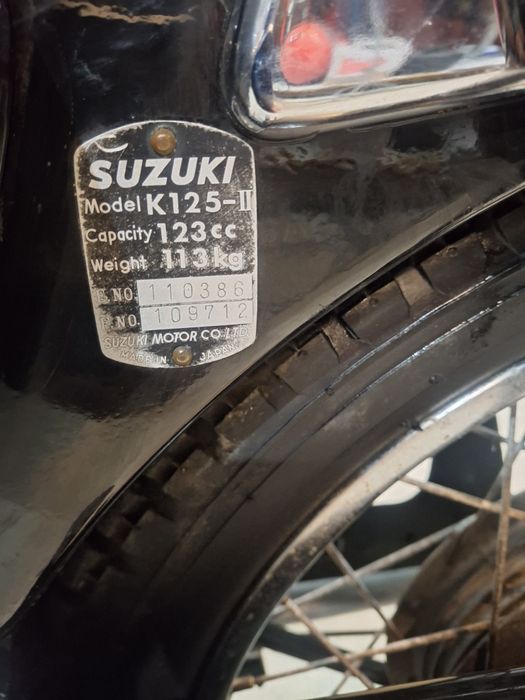 SUZUKI
Model K125-II
Capacity 123cc
Weight 113kg
E.NO. 110386
F.NO. 109712
SUZUKI MOTOR CO.,LTD.
MADE IN JAPAN